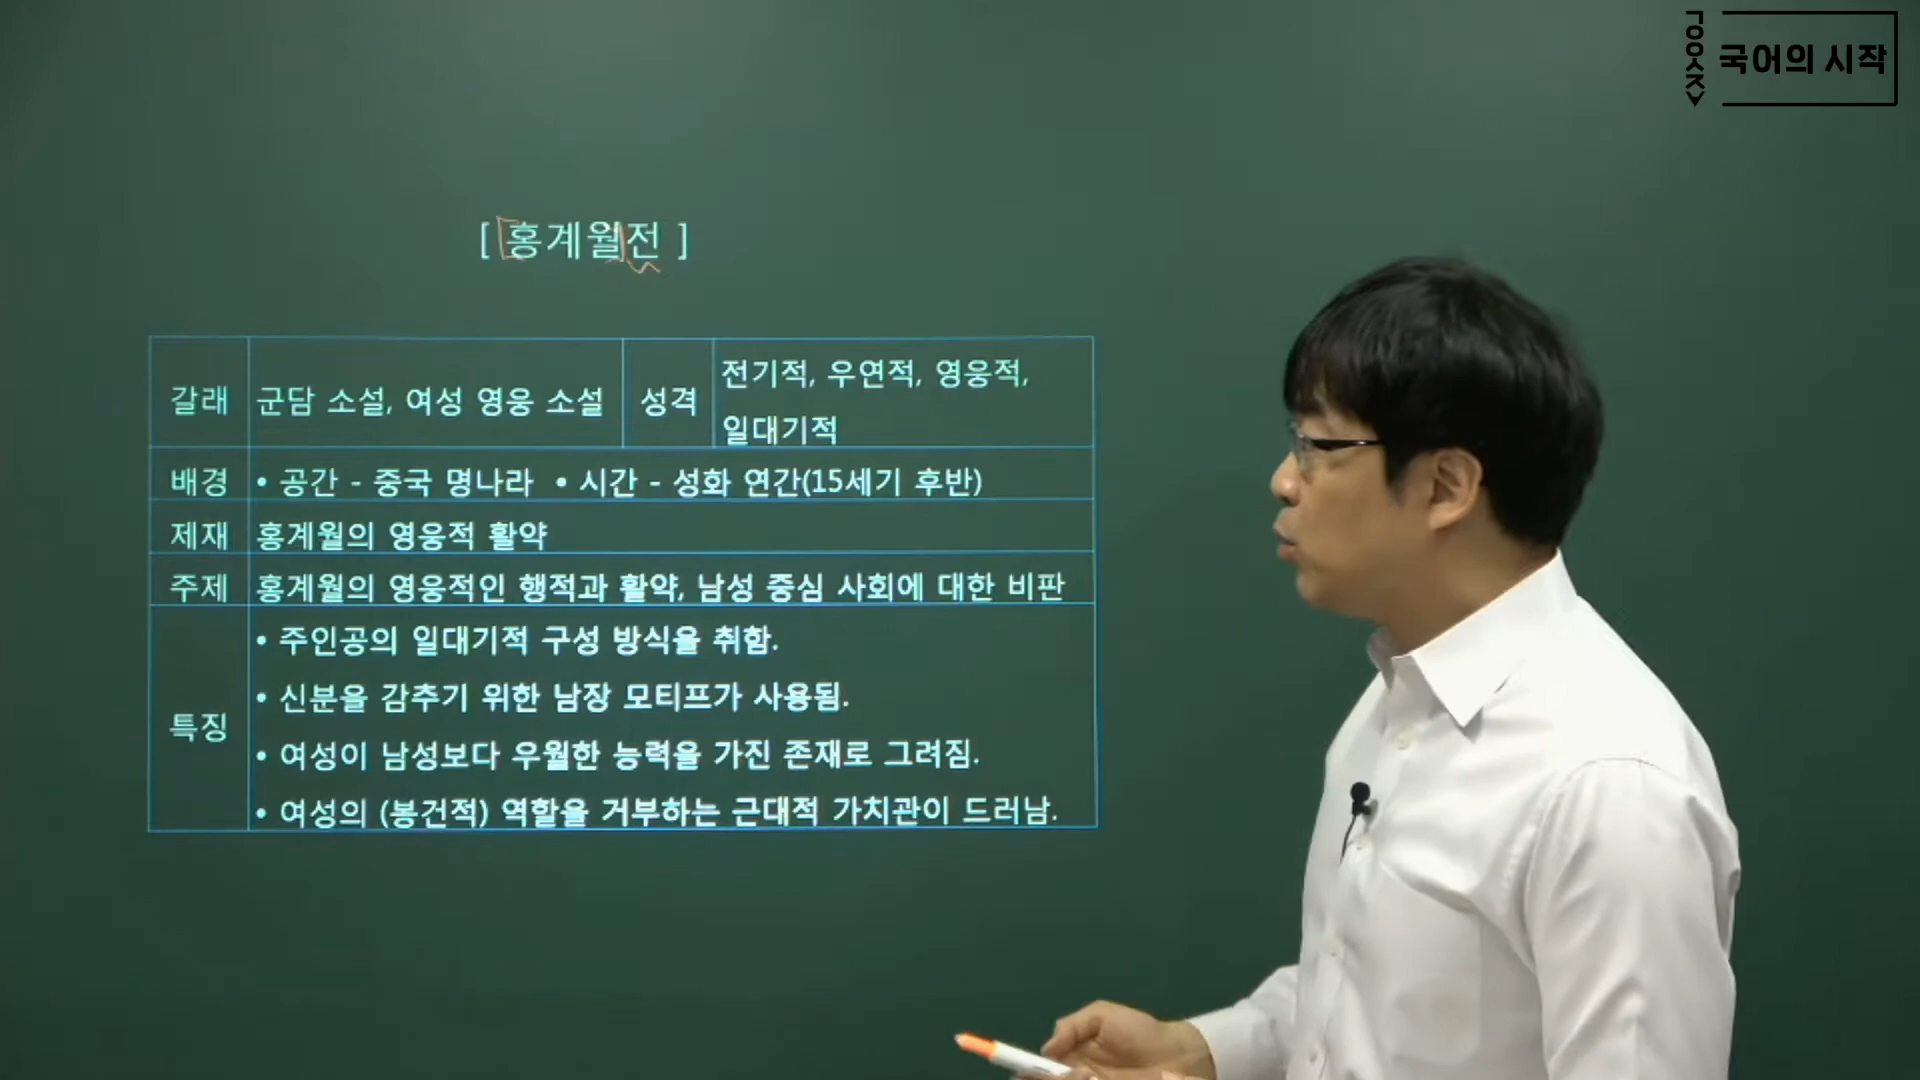 ㄱㅇㅇㅅㅈ
국어의 시작
[ 홍계월전 ]
갈래
군담 소설, 여성 영웅 소설
성격
전기적, 우연적, 영웅적,
일대기적
배경
• 공간 - 중국 명나라 • 시간 - 성화 연간(15세기 후반)
제재
홍계월의 영웅적 활약
주제
홍계월의 영웅적인 행적과 활약, 남성 중심 사회에 대한 비판
특징
• 주인공의 일대기적 구성 방식을 취함.
• 신분을 감추기 위한 남장 모티프가 사용됨.
• 여성이 남성보다 우월한 능력을 가진 존재로 그려짐.
• 여성의 (봉건적) 역할을 거부하는 근대적 가치관이 드러남.